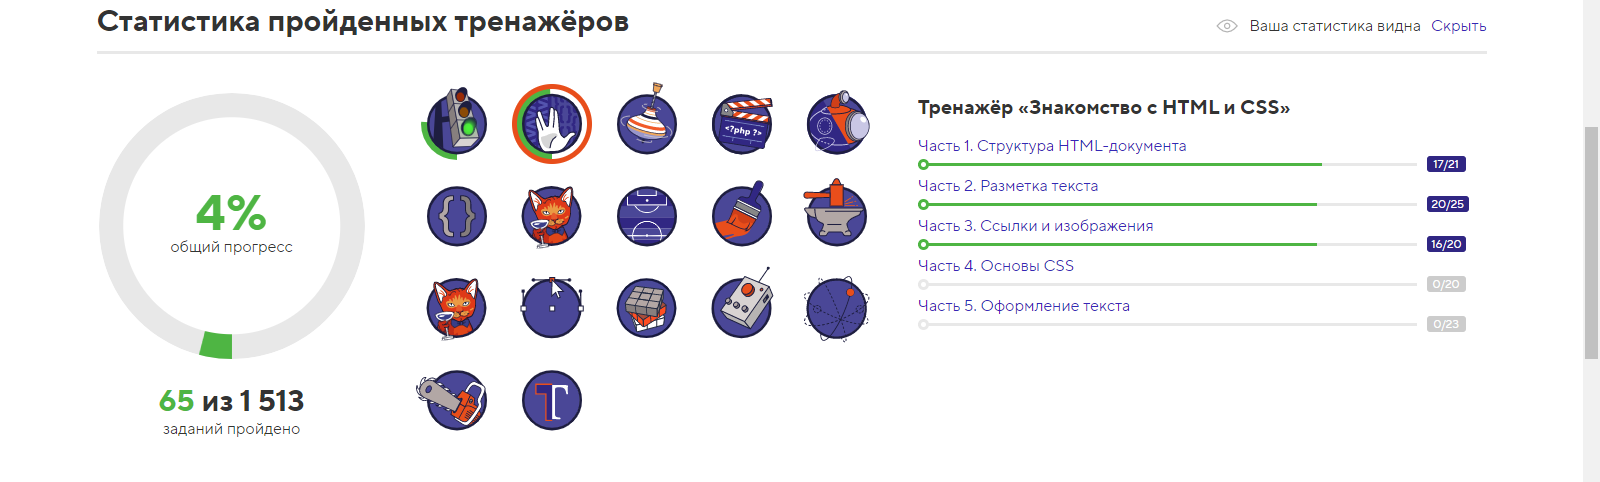 Статистика пройденных тренажёров
Ваша статистика видна Скрыть
4%
общий прогресс
65 из 1 513
заданий пройдено
<?php ?>
{}
T
Тренажёр «Знакомство с HTML и CSS»
Часть 1. Структура HTML-документа
17/21
Часть 2. Разметка текста
20/25
Часть 3. Ссылки и изображения
16/20
Часть 4. Основы CSS
0/20
Часть 5. Оформление текста
0/23